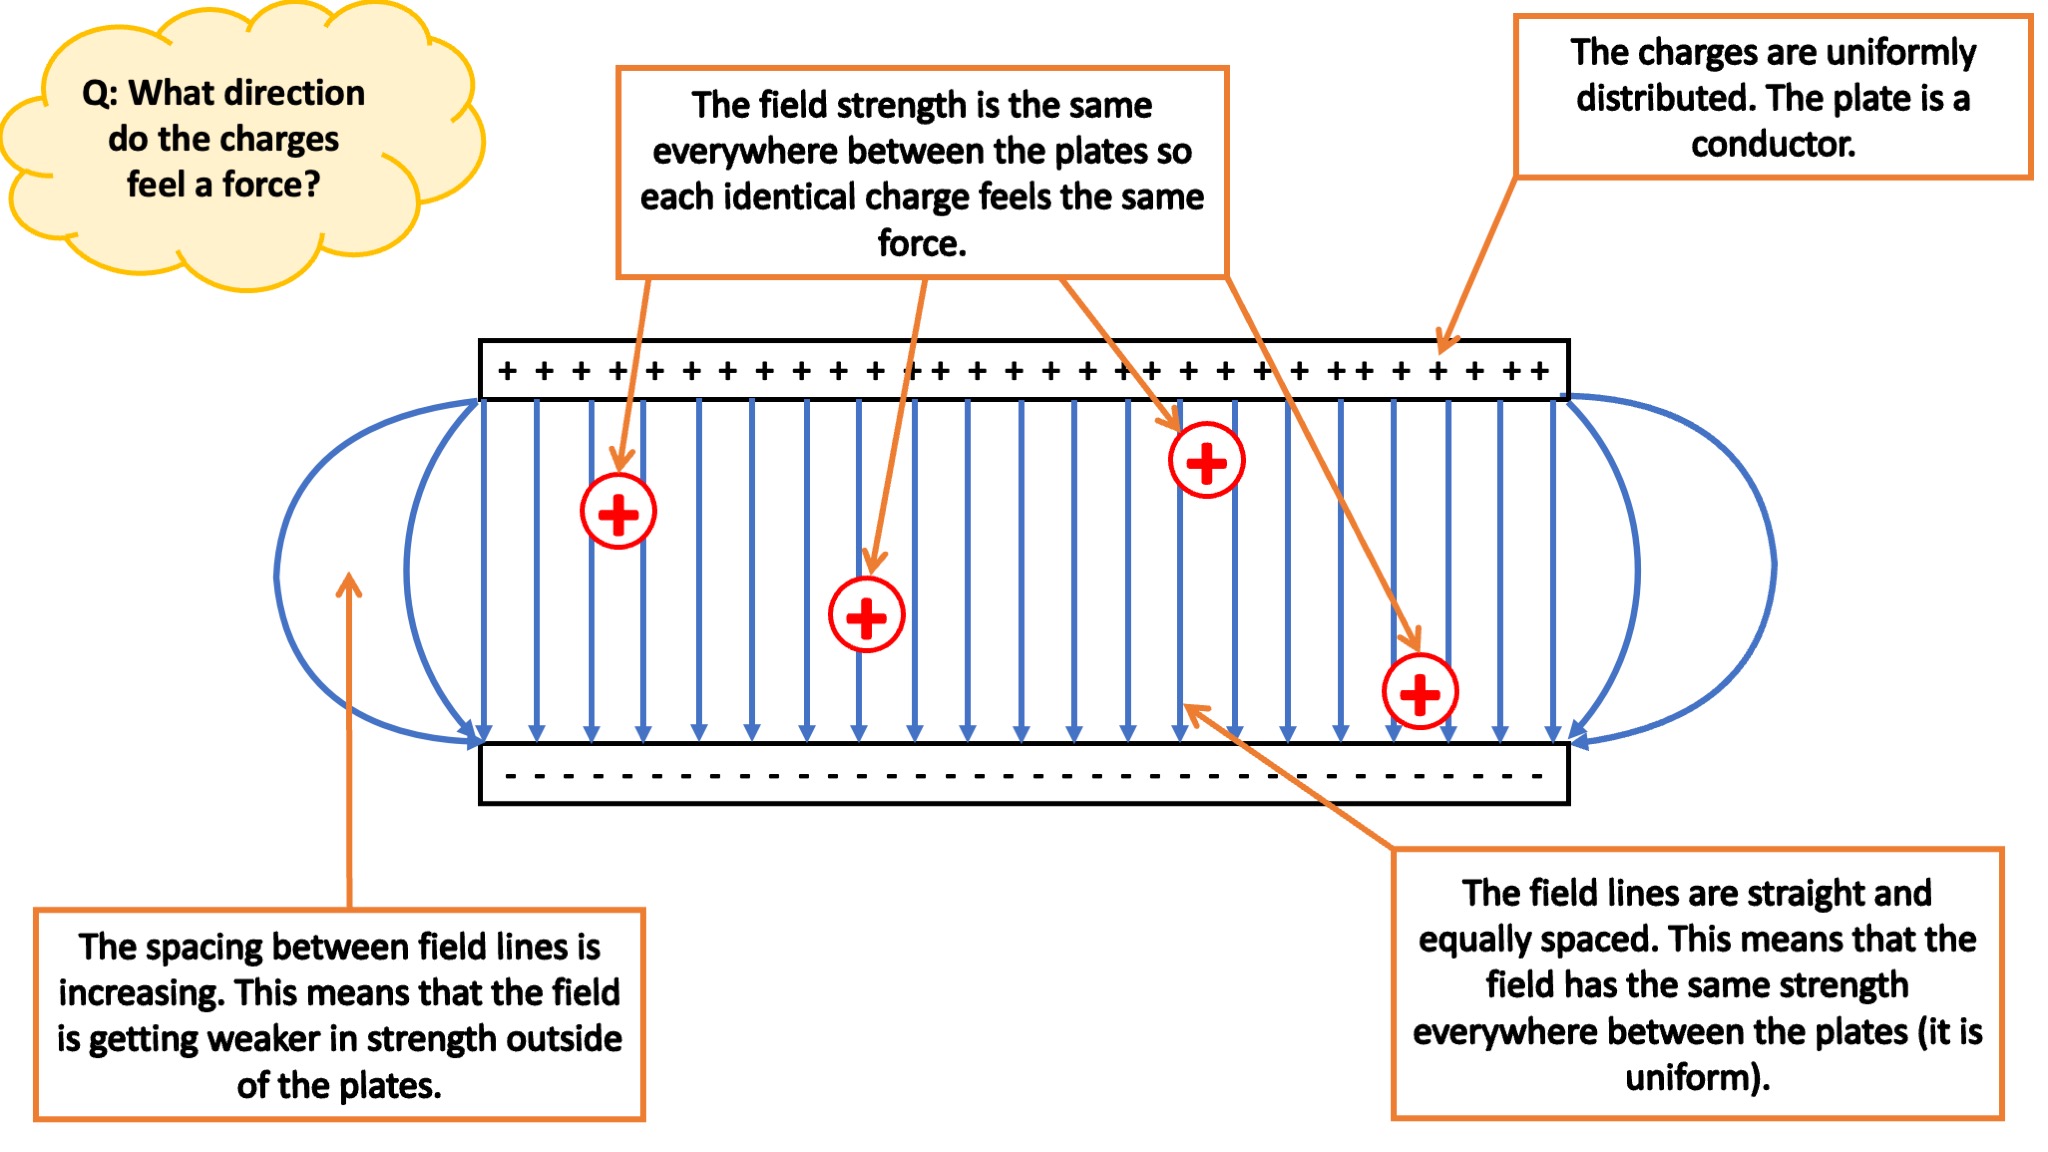 Q: What direction
do the charges
feel a force?
The field strength is the same
everywhere between the plates so
each identical charge feels the same
force.
The charges are uniformly
distributed. The plate is a
conductor.
+ + + + + + + + + + + + + + + + + + + + + + + + + + + + + +
+
+
+
+
- - - - - - - - - - - - - - - - - - - - - - - - - - - - - - - - - - - -
The spacing between field lines is
increasing. This means that the field
is getting weaker in strength outside
of the plates.
The field lines are straight and
equally spaced. This means that the
field has the same strength
everywhere between the plates (it is
uniform).